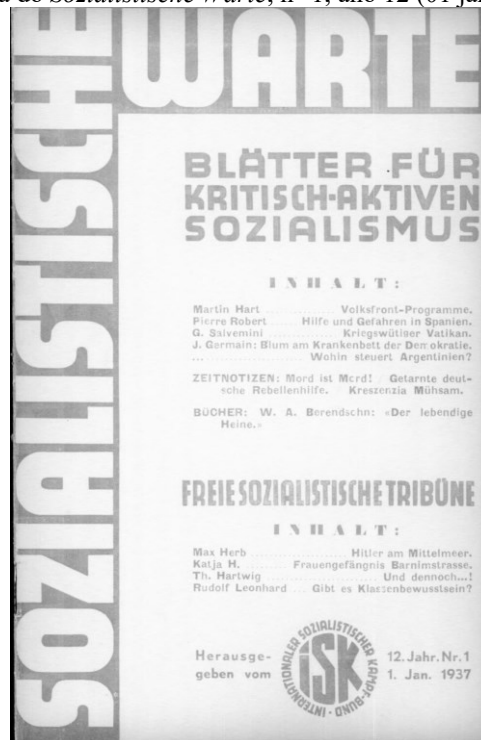 a do Sozialistische Warte, nº 1, ano 12 (01 jan
SOZIALISTISCHE
WARTE
BLÄTTER FÜR
KRITISCH-AKTIVEN
SOZIALISMUS
INHALT:
Martin Hart ............ Volksfront-Programme.
Pierre Robert ........ Hilfe und Gefahren in Spanien.
G. Salvemini ............ Kriegswütiger Vatikan.
J. Germain: Blum am Krankenbett der Demokratie.
... ............ Wohin steuert Argentinien?
ZEITNOTIZEN: Mord ist Mord! Getarnte deut-
sche Rebellenhilfe. Kreszenzia Mühsam.
BÜCHER: W. A. Berendsohn: «Der lebendige
Heine.»
FREIE SOZIALISTISCHE TRIBÜNE
INHALT:
Max Herb ............ Hitler am Mittelmeer.
Katja H. ........ Frauengefängnis Barnimstrasse.
Th. Hartwig ............ Und dennoch...!
Rudolf Leonhard .... Gibt es Klassenbewusstsein?
Herausge-
geben vom
INTERNATIONALER SOZIALISTISCHER KAMPF-BUND
iSK
12. Jahr. Nr. 1
1. Jan. 1937